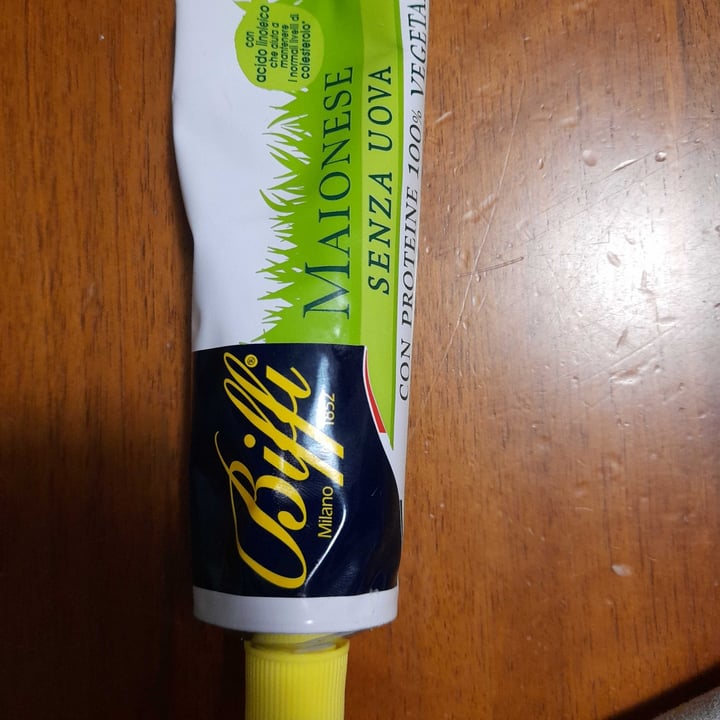 con
acido linoleico
che aiuta a
mantenere
i normali livelli di
colesterolo*
MAIONESE
SENZA UOVA
CON PROTEINE 100%
Biffi®
Milano 1852